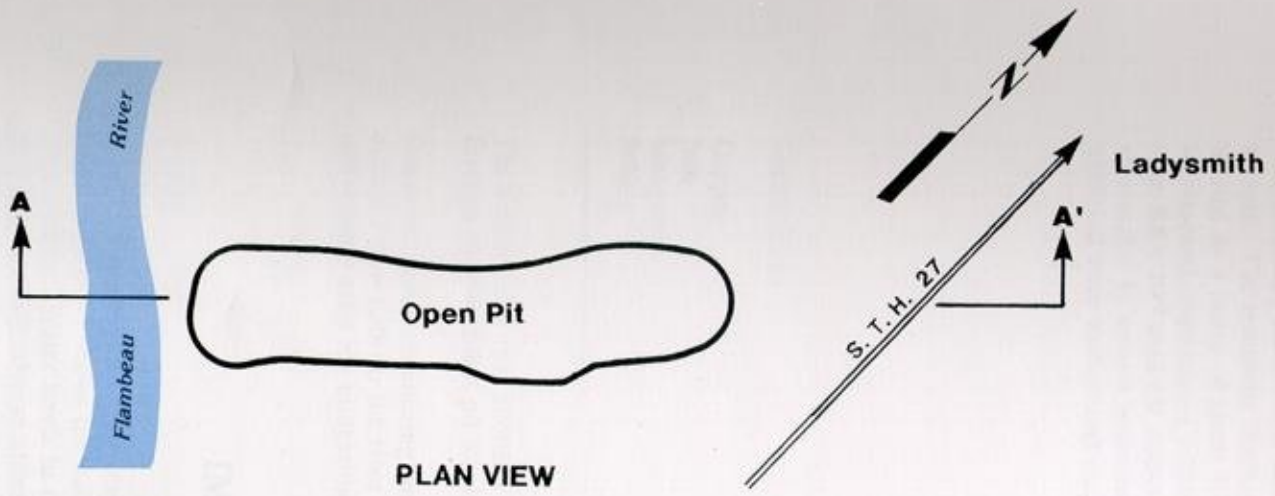 River
Flambeau
A
Open Pit
PLAN VIEW
N
S. T. H. 27
A'
Ladysmith